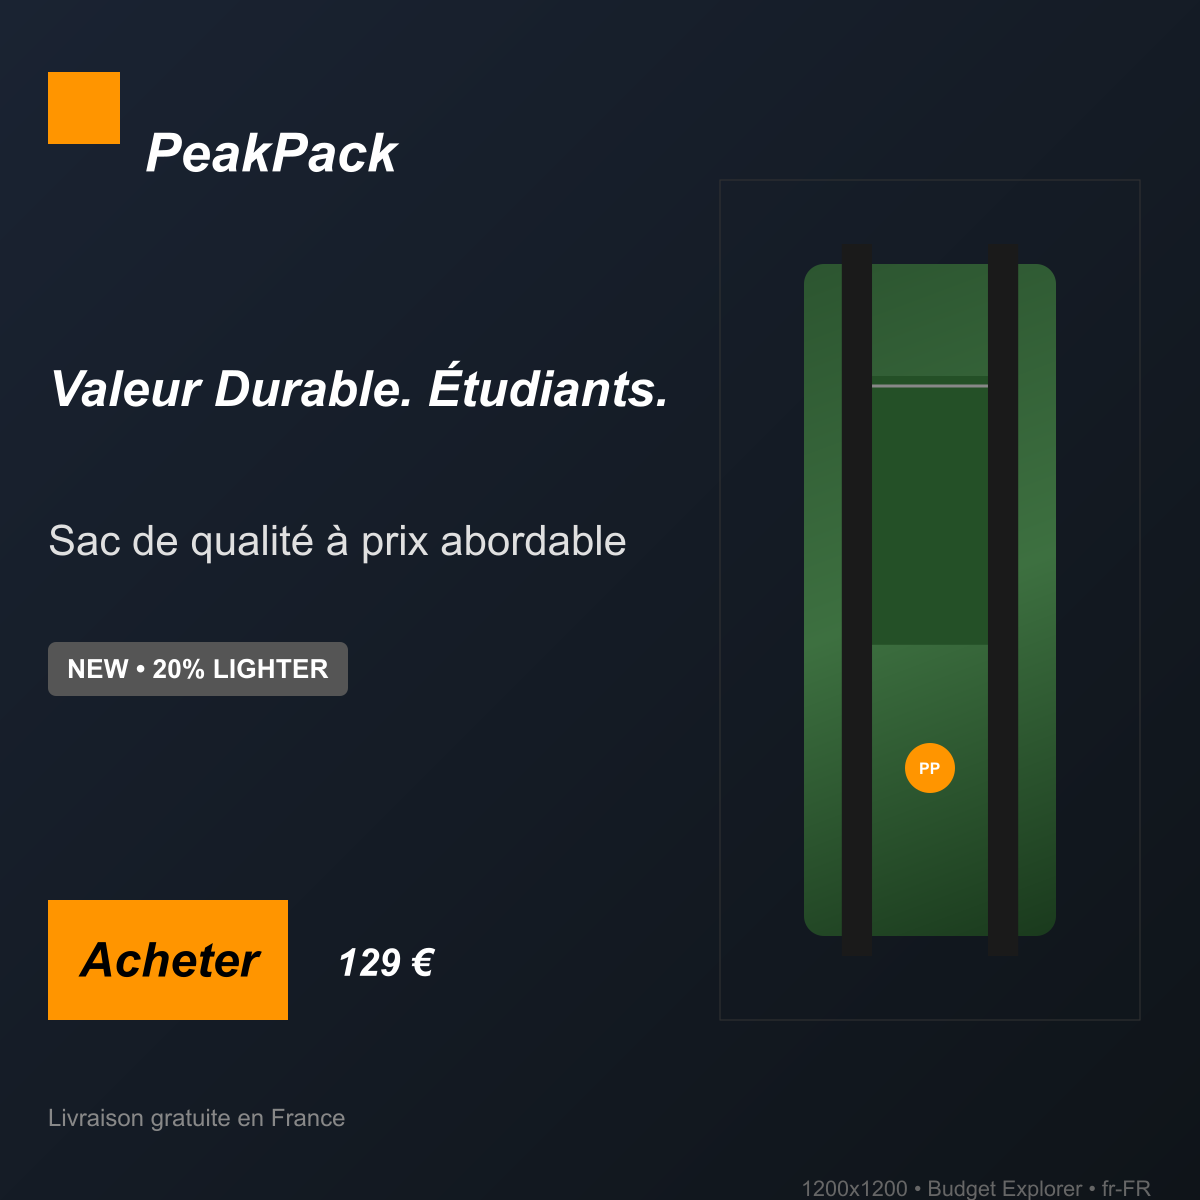 PeakPack
Valeur Durable. Étudiants.
Sac de qualité à prix abordable
NEW • 20% LIGHTER
PP
Acheter
129 €
Livraison gratuite en France
1200x1200 • Budget Explorer • fr-FR